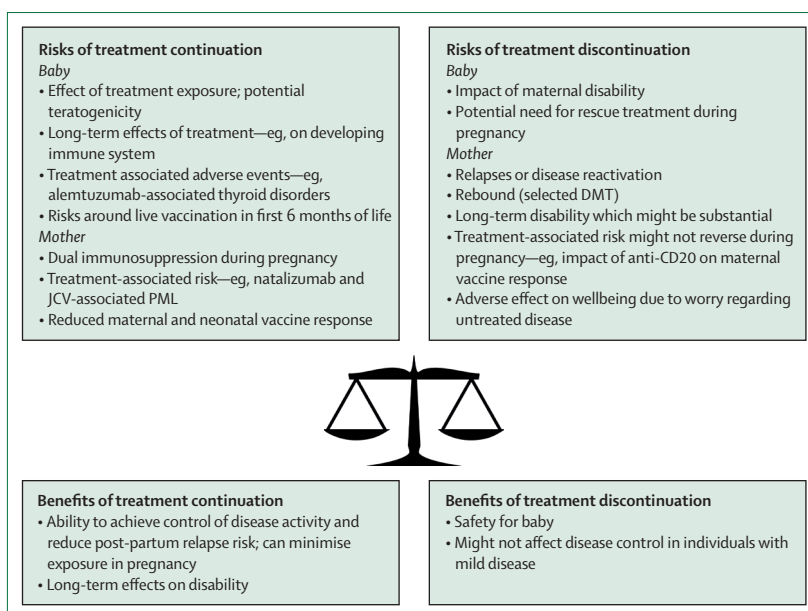 Risks of treatment continuation
Baby
• Effect of treatment exposure; potential
teratogenicity
• Long-term effects of treatment—eg, on developing
immune system
• Treatment associated adverse events—eg,
alemtuzumab-associated thyroid disorders
• Risks around live vaccination in first 6 months of life
Mother
• Dual immunosuppression during pregnancy
• Treatment-associated risk—eg, natalizumab and
JCV-associated PML
• Reduced maternal and neonatal vaccine response
Risks of treatment discontinuation
Baby
• Impact of maternal disability
• Potential need for rescue treatment during
pregnancy
Mother
• Relapses or disease reactivation
• Rebound (selected DMT)
• Long-term disability which might be substantial
• Treatment-associated risk might not reverse during
pregnancy—eg, impact of anti-CD20 on maternal
vaccine response
• Adverse effect on wellbeing due to worry regarding
untreated disease
Benefits of treatment continuation
• Ability to achieve control of disease activity and
reduce post-partum relapse risk; can minimise
exposure in pregnancy
• Long-term effects on disability
Benefits of treatment discontinuation
• Safety for baby
• Might not affect disease control in individuals with
mild disease